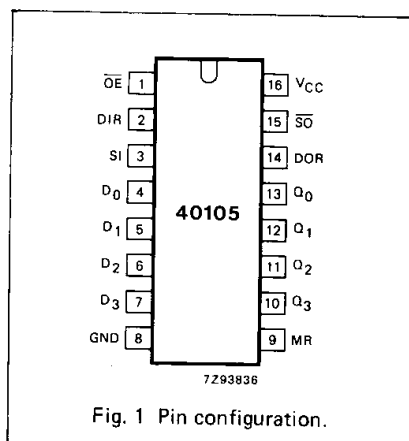 OE 1 16 VCC
DIR 2 15 SO
SI 3 14 DOR
D0 4 13 Q0
40105
D1 5 12 Q1
D2 6 11 Q2
D3 7 10 Q3
GND 8 9 MR
7Z93836
Fig. 1 Pin configuration.